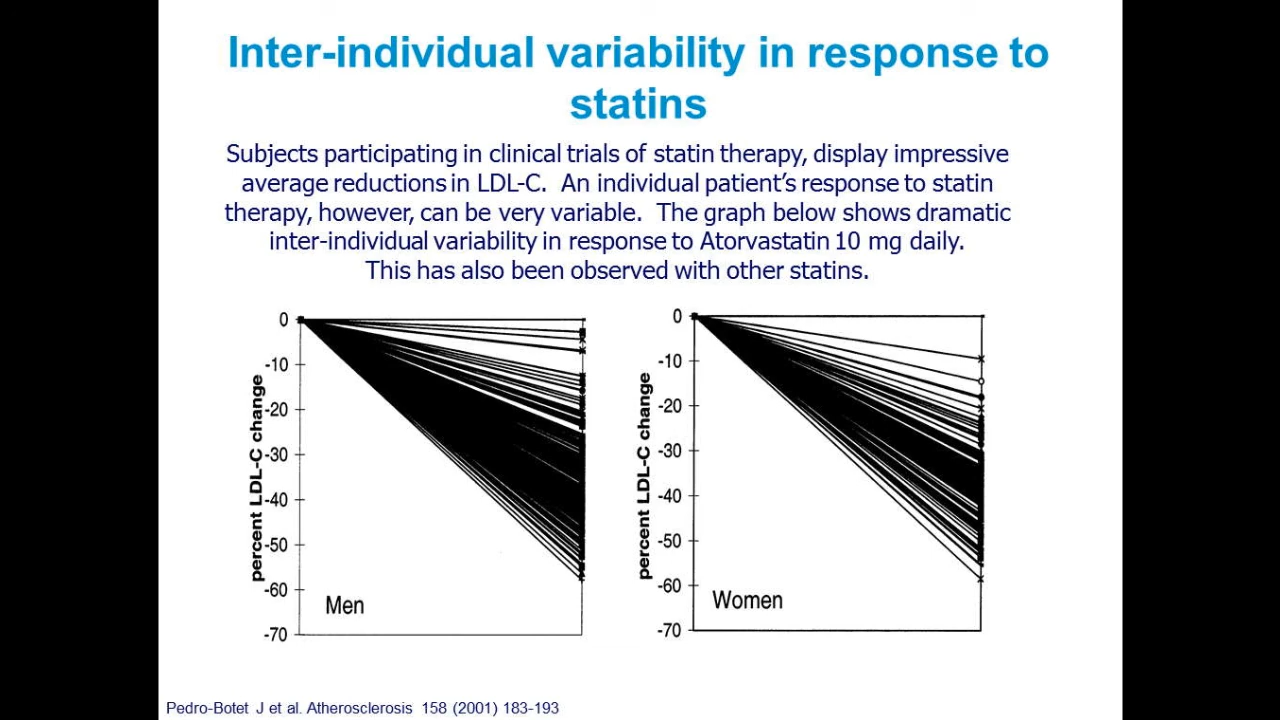 Inter-individual variability in response to
statins
Subjects participating in clinical trials of statin therapy, display impressive
average reductions in LDL-C. An individual patient's response to statin
therapy, however, can be very variable. The graph below shows dramatic
inter-individual variability in response to Atorvastatin 10 mg daily.
This has also been observed with other statins.
percent LDL-C change
0
-10
-20
-30
-40
-50
-60
-70
Men
percent LDL-C change
0
-10
-20
-30
-40
-50
-60
-70
Women
Pedro-Botet J et al. Atherosclerosis 158 (2001) 183-193